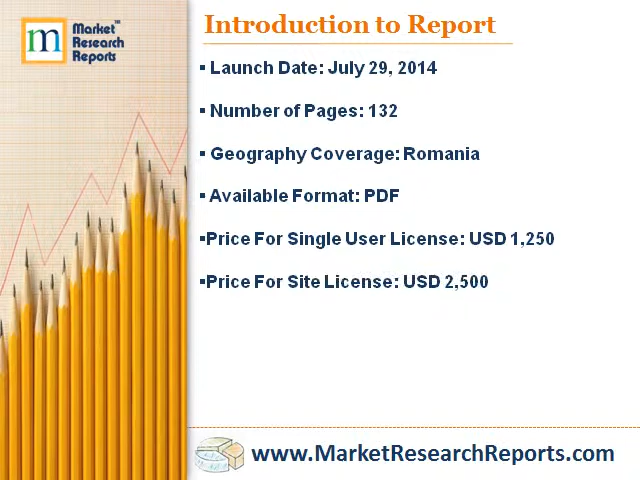 m
Market
Research
Reports
TM
Introduction to Report
▪ Launch Date: July 29, 2014
▪ Number of Pages: 132
▪ Geography Coverage: Romania
▪ Available Format: PDF
▪Price For Single User License: USD 1,250
▪Price For Site License: USD 2,500
www.MarketResearchReports.com